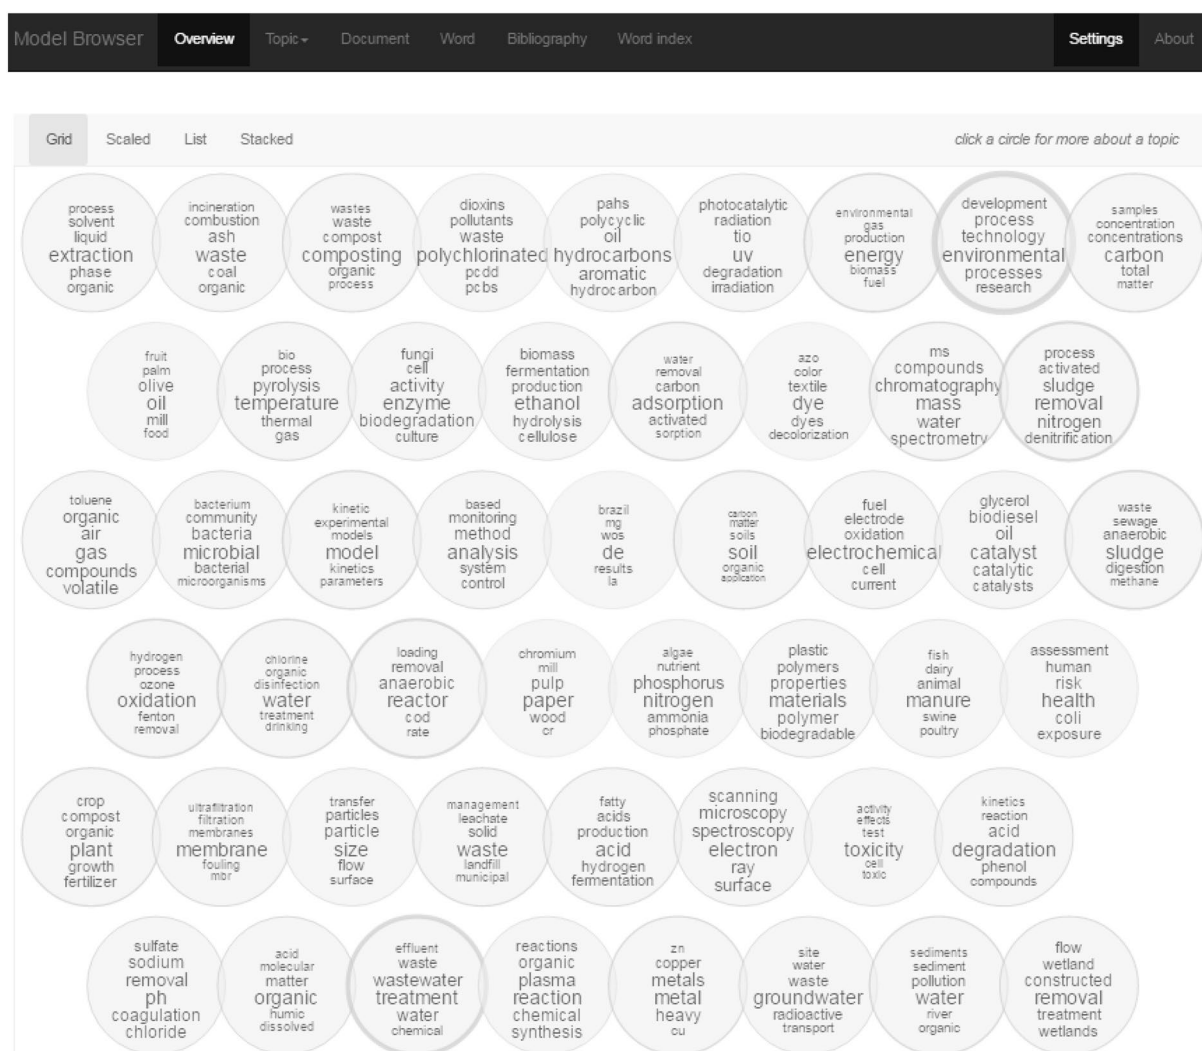 Model Browser Overview Topic Document Word Bibliography Word index Settings About
Grid Scaled List Stacked click a circle for more about a topic
process
solvent
liquid
extraction
phase
organic
incineration
combustion
ash
waste
coal
organic
wastes
waste
compost
composting
organic
process
dioxins
pollutants
waste
polychlorinated
pcdd
pcbs
pahs
polycyclic
oil
hydrocarbons
aromatic
hydrocarbon
photocatalytic
radiation
tio
uv
degradation
irradiation
environmental
gas
production
energy
biomass
fuel
development
process
technology
environmental
processes
research
samples
concentration
concentrations
carbon
total
matter
fruit
palm
olive
oil
mill
food
bio
process
pyrolysis
temperature
thermal
gas
fungi
cell
activity
enzyme
biodegradation
culture
biomass
fermentation
production
ethanol
hydrolysis
cellulose
water
removal
carbon
adsorption
activated
sorption
azo
color
textile
dye
dyes
decolorization
ms
compounds
chromatography
mass
water
spectrometry
process
activated
sludge
removal
nitrogen
denitrification
toluene
organic
air
gas
compounds
volatile
bacterium
community
bacteria
microbial
bacterial
microorganisms
kinetic
experimental
models
model
kinetics
parameters
based
monitoring
method
analysis
system
control
brazil
mg
wos
de
results
la
carbon
matter
soils
soil
organic
application
fuel
electrode
oxidation
electrochemical
cell
current
glycerol
biodiesel
oil
catalyst
catalytic
catalysts
waste
sewage
anaerobic
sludge
digestion
methane
hydrogen
process
ozone
oxidation
fenton
removal
chlorine
organic
disinfection
water
treatment
drinking
loading
removal
anaerobic
reactor
cod
rate
chromium
mill
pulp
paper
wood
cr
algae
nutrient
phosphorus
nitrogen
ammonia
phosphate
plastic
polymers
properties
materials
polymer
biodegradable
fish
dairy
animal
manure
swine
poultry
assessment
human
risk
health
coli
exposure
crop
compost
organic
plant
growth
fertilizer
ultrafiltration
filtration
membranes
membrane
fouling
mbr
transfer
particles
particle
size
flow
surface
management
leachate
solid
waste
landfill
municipal
fatty
acids
production
acid
hydrogen
fermentation
scanning
microscopy
spectroscopy
electron
ray
surface
activity
effects
test
toxicity
cell
toxic
kinetics
reaction
acid
degradation
phenol
compounds
sulfate
sodium
removal
ph
coagulation
chloride
acid
molecular
matter
organic
humic
dissolved
effluent
waste
wastewater
treatment
water
chemical
reactions
organic
plasma
reaction
chemical
synthesis
zn
copper
metals
metal
heavy
cu
site
water
waste
groundwater
radioactive
transport
sediments
sediment
pollution
water
river
organic
flow
wetland
constructed
removal
treatment
wetlands